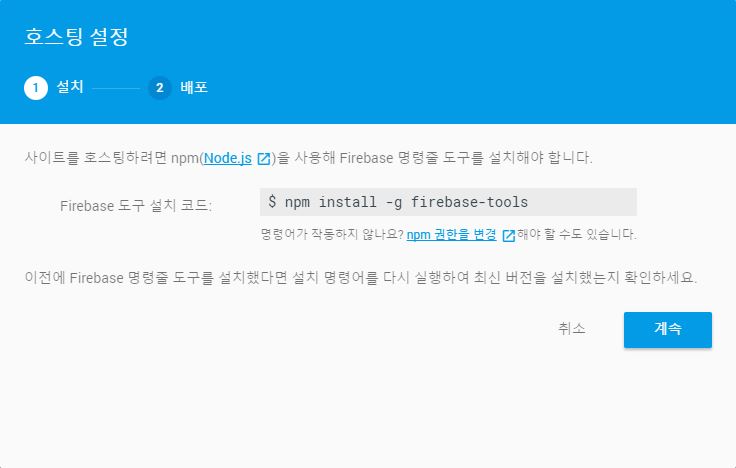 호스팅 설정
1 설치 2 배포
사이트를 호스팅하려면 npm(Node.js)을 사용해 Firebase 명령줄 도구를 설치해야 합니다.
Firebase 도구 설치 코드: $ npm install -g firebase-tools
명령어가 작동하지 않나요? npm 권한을 변경해야 할 수도 있습니다.
이전에 Firebase 명령줄 도구를 설치했다면 설치 명령어를 다시 실행하여 최신 버전을 설치했는지 확인하세요.
취소 계속